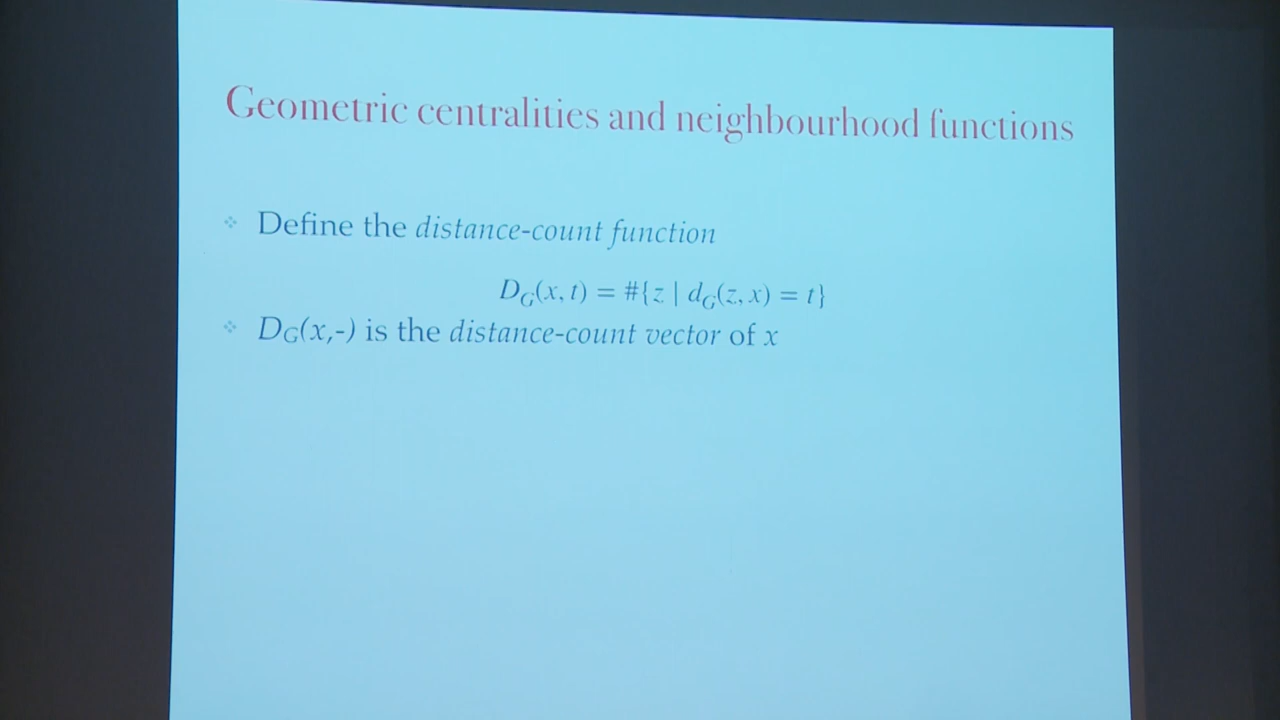 Geometric centralities and neighbourhood functions
❖ Define the distance-count function
D_G(x, t) = #{z | d_G(z, x) = t}
❖ D_G(x,-) is the distance-count vector of x